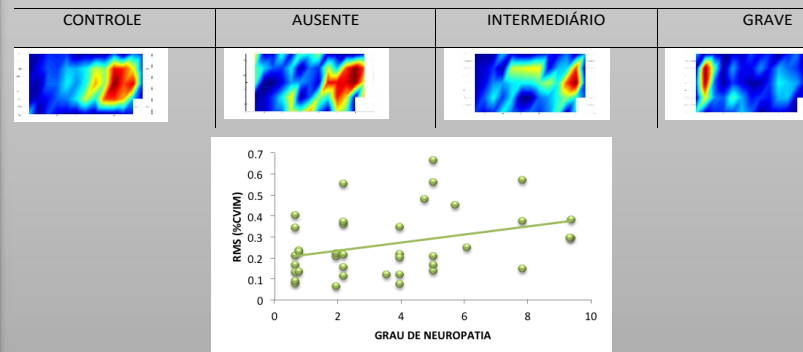 CONTROLE AUSENTE INTERMEDIÁRIO GRAVE
0.7
0.6
0.5
0.4
0.3
0.2
0.1
0
RMS (%CVIM)
0 2 4 6 8 10
GRAU DE NEUROPATIA